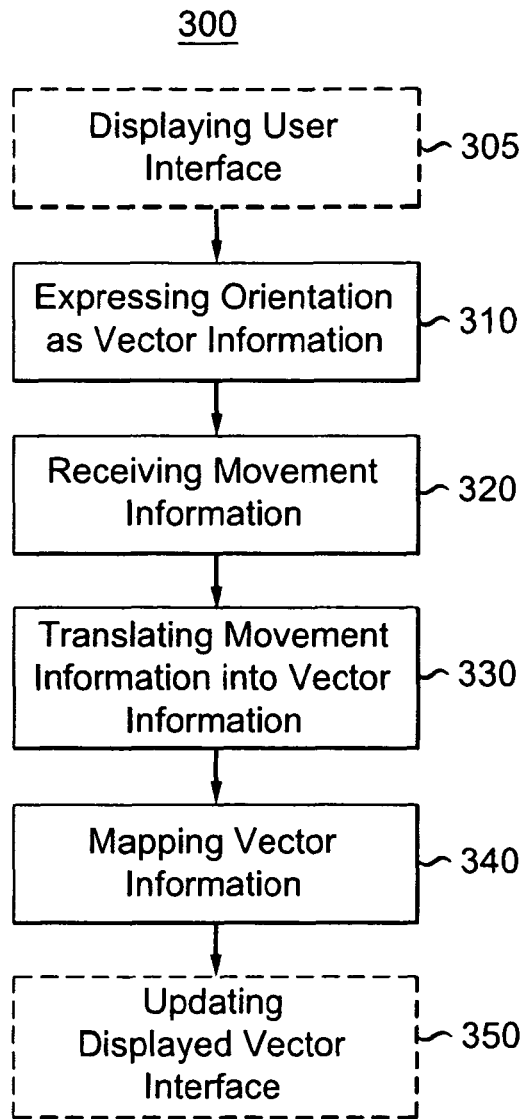 300
Displaying User
Interface
305
Expressing Orientation
as Vector Information
310
Receiving Movement
Information
320
Translating Movement
Information into Vector
Information
330
Mapping Vector
Information
340
Updating
Displayed Vector
Interface
350